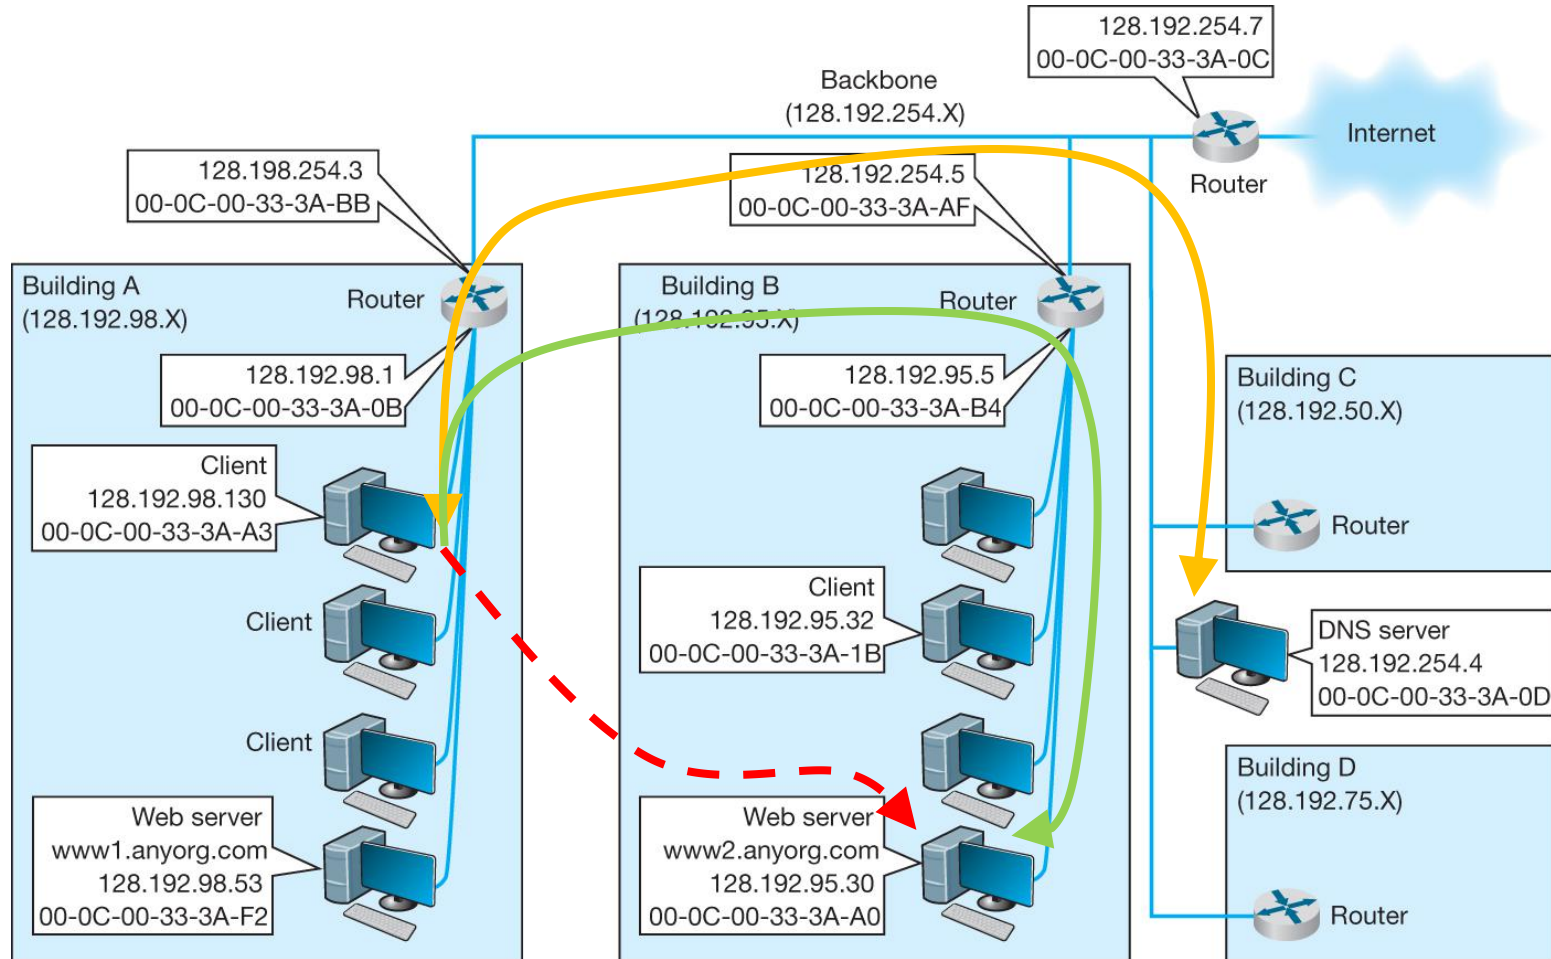 128.192.254.7
00-0C-00-33-3A-0C
Backbone
(128.192.254.X)
Internet
Router
128.198.254.3
00-0C-00-33-3A-BB
128.192.254.5
00-0C-00-33-3A-AF
Building A
(128.192.98.X)
Router
128.192.98.1
00-0C-00-33-3A-0B
Client
128.192.98.130
00-0C-00-33-3A-A3
Client
Client
Web server
www1.anyorg.com
128.192.98.53
00-0C-00-33-3A-F2
Building B
(128.192.95.X)
Router
128.192.95.5
00-0C-00-33-3A-B4
Client
128.192.95.32
00-0C-00-33-3A-1B
Web server
www2.anyorg.com
128.192.95.30
00-0C-00-33-3A-A0
Building C
(128.192.50.X)
Router
DNS server
128.192.254.4
00-0C-00-33-3A-0D
Building D
(128.192.75.X)
Router